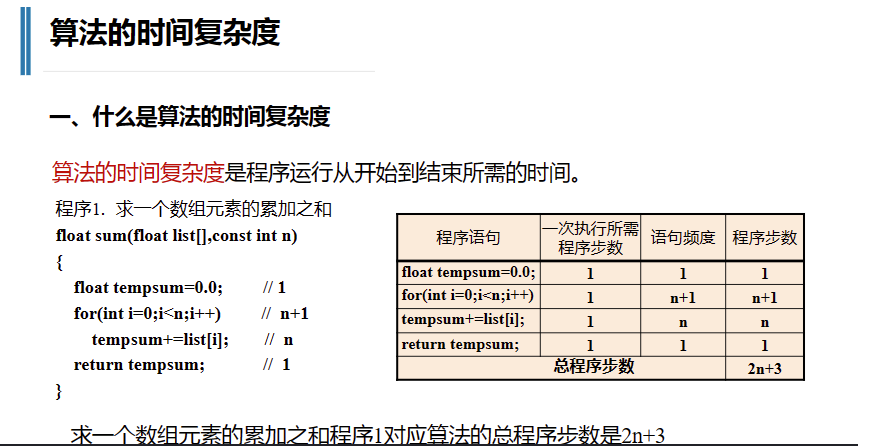 算法的时间复杂度
一、什么是算法的时间复杂度
算法的时间复杂度是程序运行从开始到结束所需的时间。
程序1. 求一个数组元素的累加之和
float sum(float list[],const int n)
{
float tempsum=0.0; // 1
for(int i=0;i<n;i++) // n+1
tempsum+=list[i]; // n
return tempsum; // 1
}
程序语句 一次执行所需程序步数 语句频度 程序步数
float tempsum=0.0; 1 1 1
for(int i=0;i<n;i++) 1 n+1 n+1
tempsum+=list[i]; 1 n n
return tempsum; 1 1 1
总程序步数 2n+3
求一个数组元素的累加之和程序1对应算法的总程序步数是2n+3